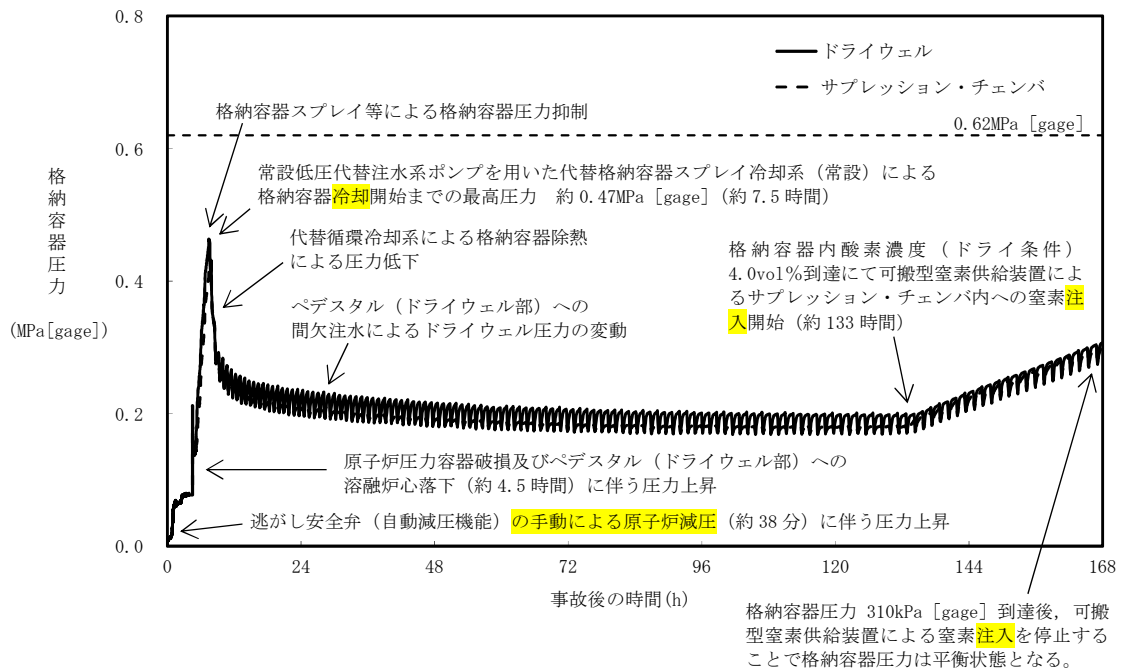 0.8
ドライウェル
サプレッション・チェンバ
格納容器スプレイ等による格納容器圧力抑制
0.62MPa [gage]
0.6
常設低圧代替注水系ポンプを用いた代替格納容器スプレイ冷却系（常設）による
格納容器冷却開始までの最高圧力　約 0.47MPa [gage]（約 7.5 時間）
代替循環冷却系による格納容器除熱
による圧力低下
格納容器内酸素濃度（ドライ条件）
4.0vol％到達にて可搬型窒素供給装置によ
るサプレッション・チェンバ内への窒素注
入開始（約 133 時間）
格納容器圧力
(MPa[gage])
0.4
ペデスタル（ドライウェル部）への
間欠注水によるドライウェル圧力の変動
0.2
原子炉圧力容器破損及びペデスタル（ドライウェル部）への
溶融炉心落下（約 4.5 時間）に伴う圧力上昇
逃がし安全弁（自動減圧機能）の手動による原子炉減圧（約 38 分）に伴う圧力上昇
0.0
0 24 48 72 96 120 144 168
事故後の時間(h)
格納容器圧力 310kPa [gage] 到達後，可搬
型窒素供給装置による窒素注入を停止する
ことで格納容器圧力は平衡状態となる。